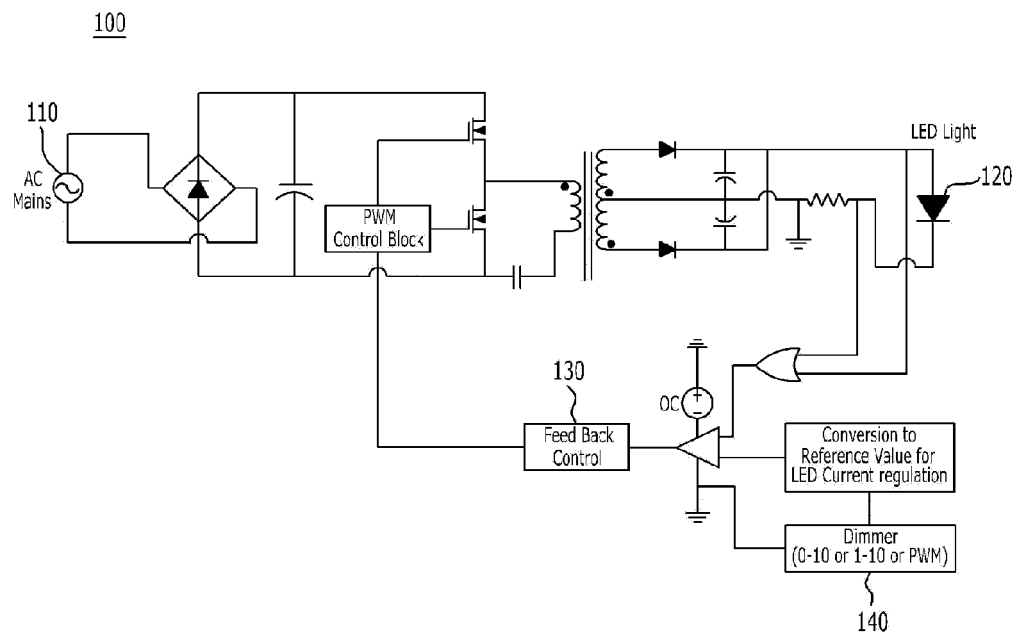 100
110
AC
Mains
PWM
Control Block
LED Light
120
130
OC
+
−
Feed Back
Control
Conversion to
Reference Value for
LED Current regulation
Dimmer
(0-10 or 1-10 or PWM)
140